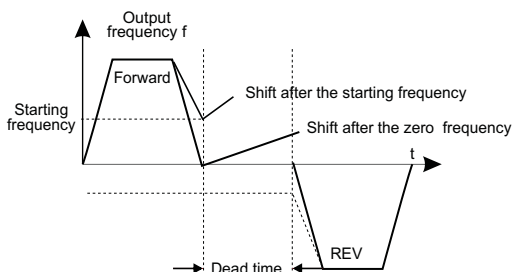 Output
frequency f
Forward
Shift after the starting frequency
Starting
frequency
Shift after the zero frequency
t
REV
Dead time